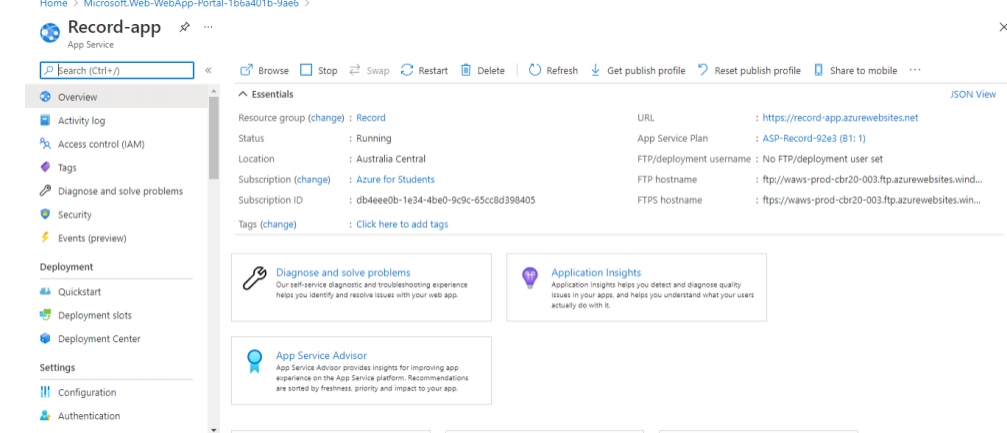 Home > Microsoft.Web-WebApp-Portal-1b6a401b-9ae6 >
Record-app
App Service
Search (Ctrl+/)
Overview
Activity log
Access control (IAM)
Tags
Diagnose and solve problems
Security
Events (preview)
Deployment
Quickstart
Deployment slots
Deployment Center
Settings
Configuration
Authentication
Browse Stop Swap Restart Delete Refresh Get publish profile Reset publish profile Share to mobile ...
Essentials JSON View
Resource group (change) : Record
Status : Running
Location : Australia Central
Subscription (change) : Azure for Students
Subscription ID : db4eee0b-1e34-4be0-9c9c-65cc8d398405
Tags (change) : Click here to add tags
URL : https://record-app.azurewebsites.net
App Service Plan : ASP-Record-92e3 (B1: 1)
FTP/deployment username : No FTP/deployment user set
FTP hostname : ftp://waws-prod-cbr20-003.ftp.azurewebsites.wind...
FTPS hostname : ftps://waws-prod-cbr20-003.ftp.azurewebsites.win...
Diagnose and solve problems
Our self-service diagnostic and troubleshooting experience
helps you identify and resolve issues with your web app.
Application Insights
Application Insights helps you detect and diagnose quality
issues in your apps, and helps you understand what your users
actually do with it.
App Service Advisor
App Service Advisor provides insights for improving app
experience on the App Service platform. Recommendations
are sorted by freshness, priority and impact to your app.